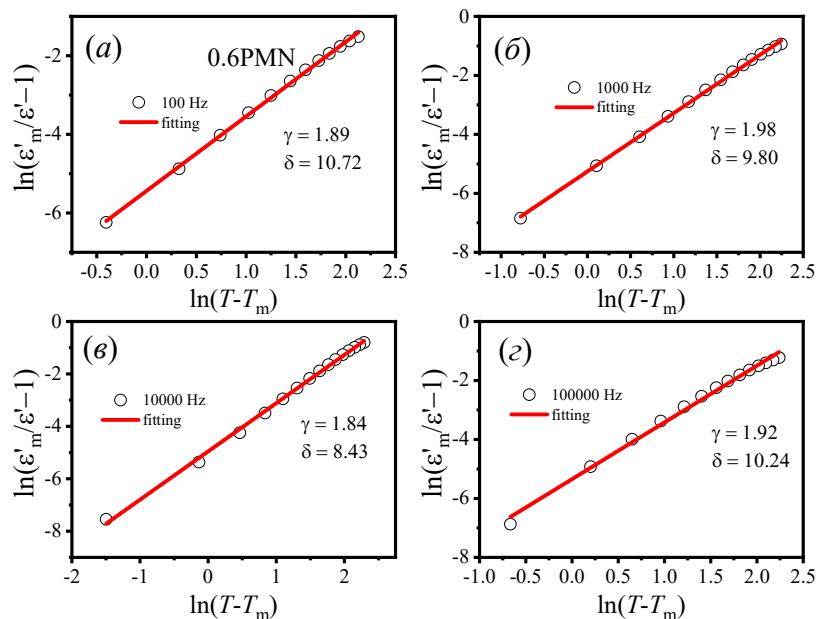 (а)
0.6PMN
100 Hz
fitting
γ = 1.89
δ = 10.72
ln(ε'm/ε'−1)
-2
-4
-6
-0.5 0.0 0.5 1.0 1.5 2.0 2.5
ln(T-Tm)
(б)
1000 Hz
fitting
γ = 1.98
δ = 9.80
ln(ε'm/ε'−1)
0
-2
-4
-6
-8
-1.0 -0.5 0.0 0.5 1.0 1.5 2.0 2.5
ln(T-Tm)
(в)
10000 Hz
fitting
γ = 1.84
δ = 8.43
ln(ε'm/ε'−1)
0
-2
-4
-6
-8
-2 -1 0 1 2
ln(T-Tm)
(г)
100000 Hz
fitting
γ = 1.92
δ = 10.24
ln(ε'm/ε'−1)
0
-2
-4
-6
-8
-1.0 -0.5 0.0 0.5 1.0 1.5 2.0 2.5
ln(T-Tm)